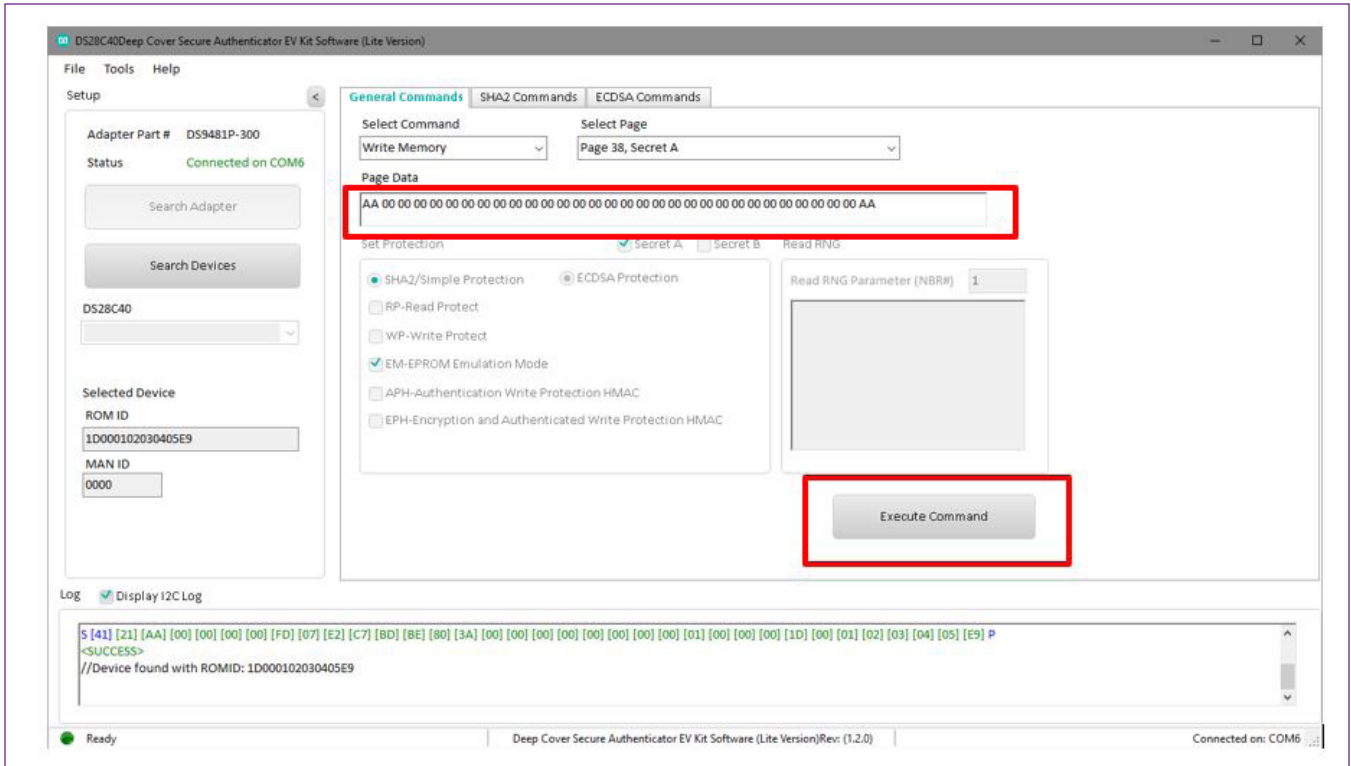 DS28C40Deep Cover Secure Authenticator EV Kit Software (Lite Version)
File Tools Help
Setup <
Adapter Part # DS9481P-300
Status Connected on COM6
Search Adapter
Search Devices
DS28C40
Selected Device
ROM ID
1D000102030405E9
MAN ID
0000
General Commands SHA2 Commands ECDSA Commands
Select Command Select Page
Write Memory Page 38, Secret A
Page Data
AA 00 00 00 00 00 00 00 00 00 00 00 00 00 00 00 00 00 00 00 00 00 00 00 00 00 00 00 00 00 00 AA
Set Protection Secret A Secret B Read RNG
SHA2/Simple Protection ECDSA Protection
RP-Read Protect
WP-Write Protect
EM-EPROM Emulation Mode
APH-Authentication Write Protection HMAC
EPH-Encryption and Authenticated Write Protection HMAC
Read RNG Parameter (NBR#) 1
Execute Command
Log Display I2C Log
S [41] [21] [AA] [00] [00] [00] [00] [FD] [07] [E2] [C7] [BD] [BE] [80] [3A] [00] [00] [00] [00] [00] [00] [00] [00] [01] [00] [00] [00] [1D] [00] [01] [02] [03] [04] [05] [E9] P
<SUCCESS>
//Device found with ROMID: 1D000102030405E9
Ready Deep Cover Secure Authenticator EV Kit Software (Lite Version)Rev: (1.2.0) Connected on: COM6